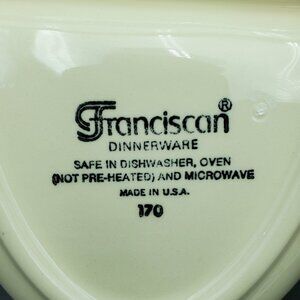 Franciscan®
DINNERWARE
SAFE IN DISHWASHER, OVEN
(NOT PRE-HEATED) AND MICROWAVE
MADE IN U.S.A.
170